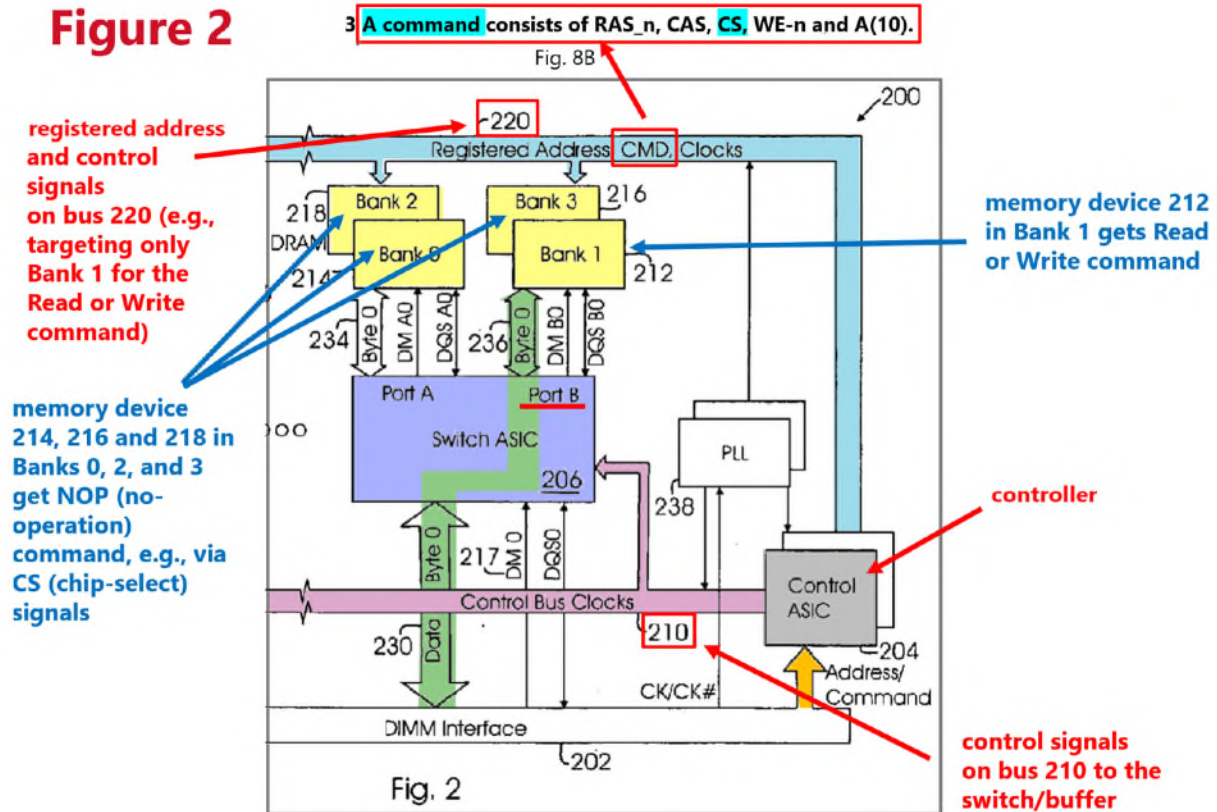 Figure 2
3 A command consists of RAS_n, CAS, CS, WE-n and A(10).
Fig. 8B
200
registered address
and control
signals
on bus 220 (e.g.,
targeting only
Bank 1 for the
Read or Write
command)
220
Registered Address, CMD, Clocks
218
Bank 2
Bank 3
216
DRAM
Bank 0
Bank 1
214
212
memory device 212
in Bank 1 gets Read
or Write command
234
Byte 0
DM A0
DQS A0
236
Byte 0
DM B0
DQS B0
memory device
214, 216 and 218 in
Banks 0, 2, and 3
get NOP (no-
operation)
command, e.g., via
CS (chip-select)
signals
Port A
Port B
Switch ASIC
206
PLL
238
controller
217
Byte 0
DM 0
DQS0
Control
ASIC
Control Bus Clocks
230
Data
210
204
Address/
Command
CK/CK#
DIMM Interface
202
Fig. 2
control signals
on bus 210 to the
switch/buffer